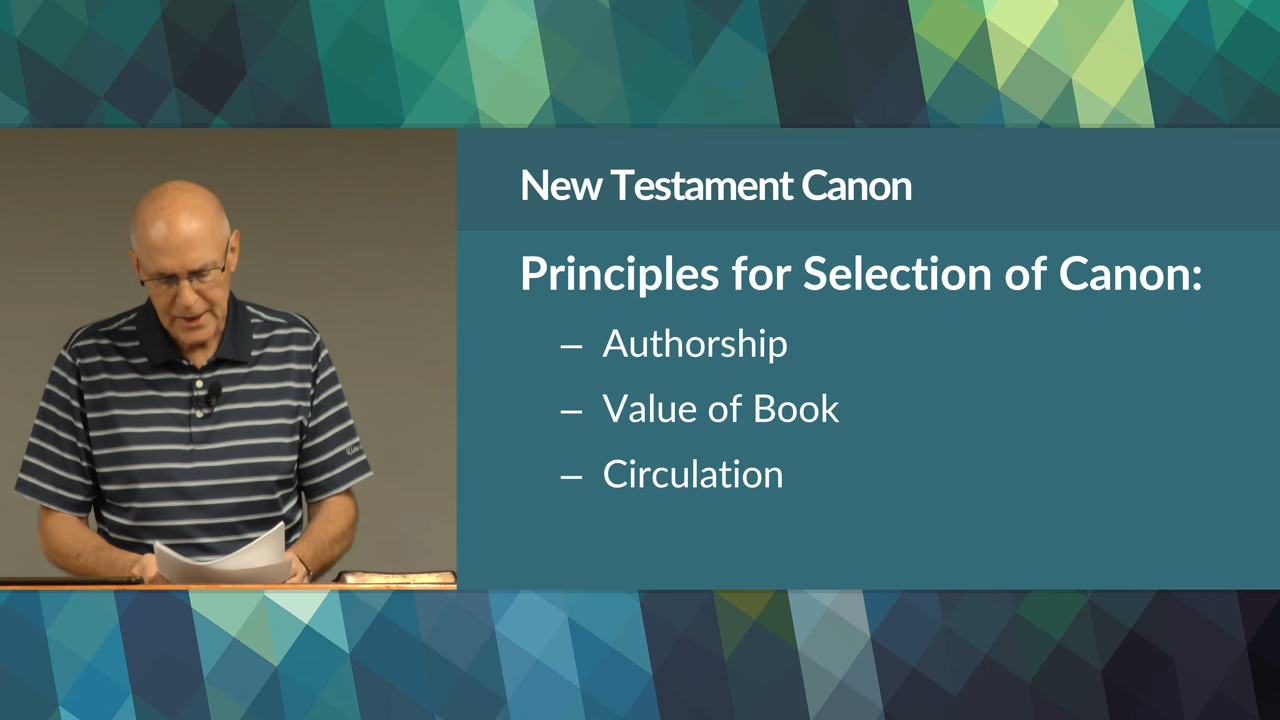 New Testament Canon
Principles for Selection of Canon:
– Authorship
– Value of Book
– Circulation